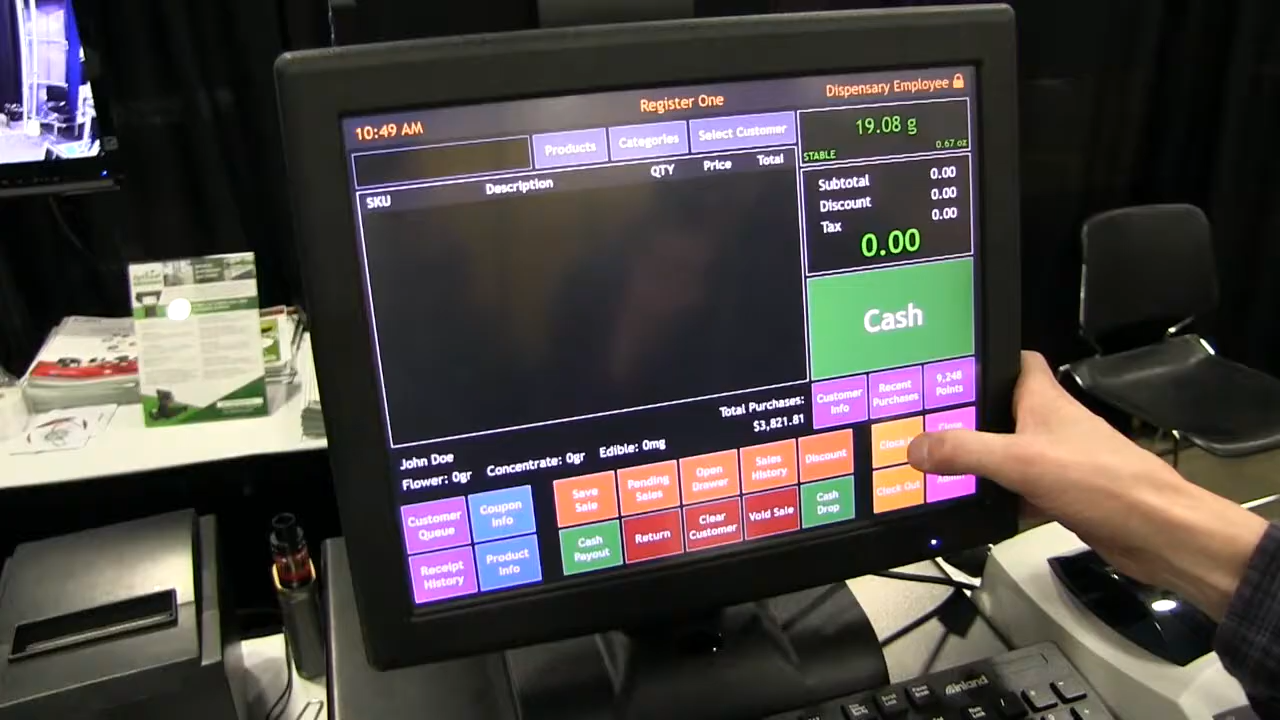 Register One
Dispensary Employee
10:49 AM
Products
Categories
Select Customer
19.08 g
STABLE
0.67 oz
SKU
Description
QTY
Price
Total
Subtotal 0.00
Discount 0.00
Tax 0.00
0.00
Cash
Customer
Info
Recent
Purchases
9,248
Points
Total Purchases:
$3,821.81
John Doe
Flower: 0gr Concentrate: 0gr Edible: 0mg
Customer
Queue
Coupon
Info
Save
Sale
Pending
Sales
Open
Drawer
Sales
History
Discount
Clock
Receipt
History
Product
Info
Cash
Payout
Return
Clear
Customer
Void Sale
Cash
Drop
Clock Out
Admin
inland